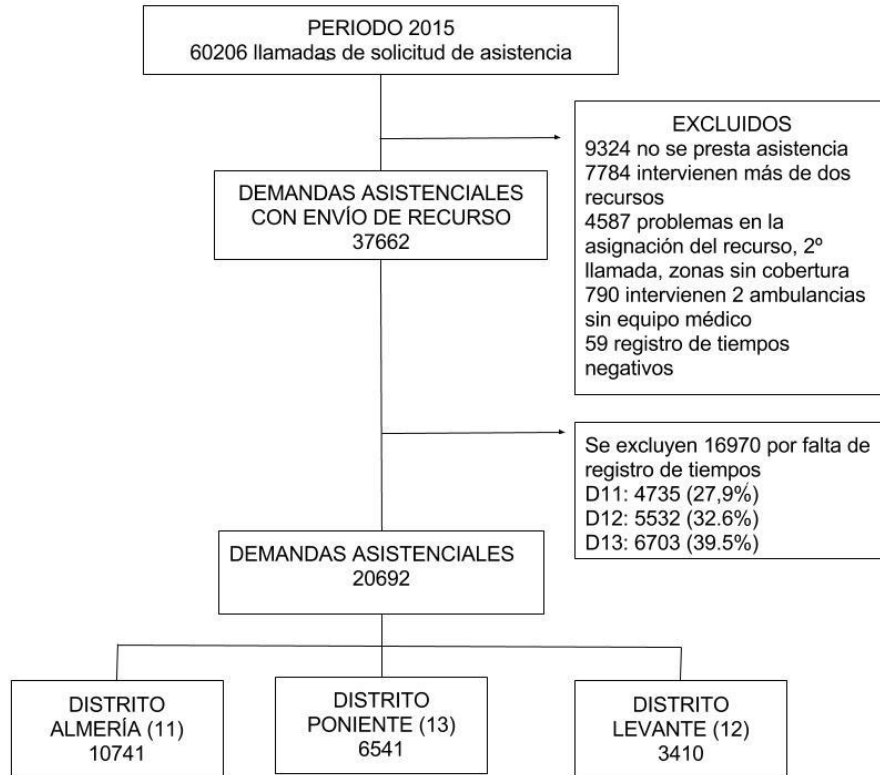 PERIODO 2015
60206 llamadas de solicitud de asistencia
EXCLUIDOS
9324 no se presta asistencia
7784 intervienen más de dos
recursos
4587 problemas en la
asignación del recurso, 2º
llamada, zonas sin cobertura
790 intervienen 2 ambulancias
sin equipo médico
59 registro de tiempos
negativos
DEMANDAS ASISTENCIALES
CON ENVÍO DE RECURSO
37662
Se excluyen 16970 por falta de
registro de tiempos
D11: 4735 (27,9%)
D12: 5532 (32.6%)
D13: 6703 (39.5%)
DEMANDAS ASISTENCIALES
20692
DISTRITO
ALMERÍA (11)
10741
DISTRITO
PONIENTE (13)
6541
DISTRITO
LEVANTE (12)
3410